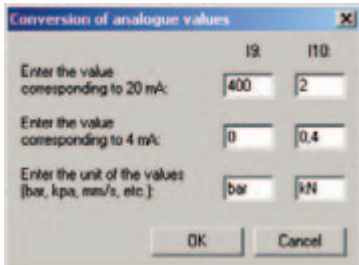 Conversion of analogue values
I9: I10:
Enter the value
corresponding to 20 mA: 400 2
Enter the value
corresponding to 4 mA: 0 0,4
Enter the unit of the values
(bar, kpa, mm/s, etc.): bar kN
OK Cancel